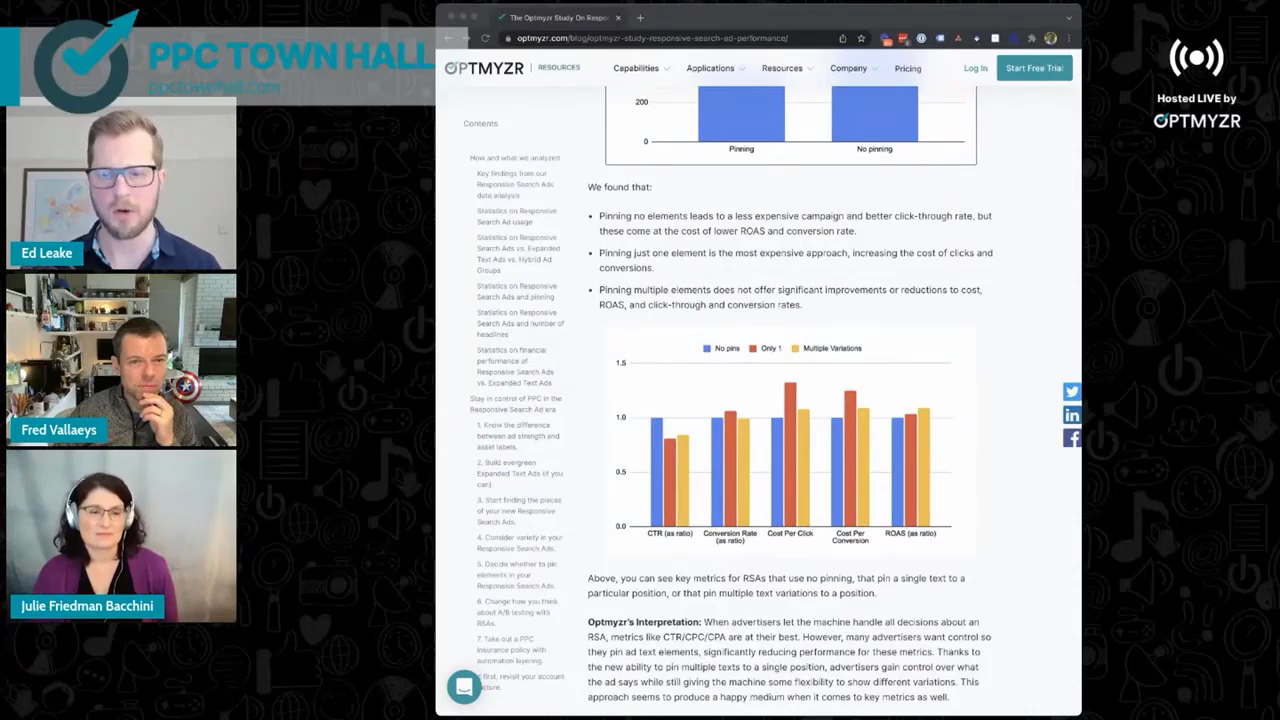 PPC TOWN HALL
ppctownhall.com
Ed Leake
Fred Vallaeys
Julie Friedman Bacchini
The Optmyzr Study On Respo
optmyzr.com/blog/optmyzr-study-responsive-search-ad-performance/
OPTMYZR | RESOURCES
Capabilities
Applications
Resources
Company
Pricing
Log In
Start Free Trial
Contents
How and what we analyzed
Key findings from our
Responsive Search Ads
data analysis
Statistics on Responsive
Search Ad usage
Statistics on Responsive
Search Ads vs. Expanded
Text Ads vs. Hybrid Ad
Groups
Statistics on Responsive
Search Ads and pinning
Statistics on Responsive
Search Ads and number of
headlines
Statistics on financial
performance of
Responsive Search Ads
vs. Expanded Text Ads
Stay in control of PPC in the
Responsive Search Ad era
1. Know the difference
between ad strength and
asset labels.
2. Build evergreen
Expanded Text Ads (if you
can).
3. Start finding the pieces
of your new Responsive
Search Ads.
4. Consider variety in your
Responsive Search Ads.
5. Decide whether to pin
elements in your
Responsive Search Ads.
6. Change how you think
about A/B testing with
RSAs.
7. Take out a PPC
insurance policy with
automation layering.
first, revisit your account
200
0
Pinning
No pinning
We found that:
• Pinning no elements leads to a less expensive campaign and better click-through rate, but
these come at the cost of lower ROAS and conversion rate.
• Pinning just one element is the most expensive approach, increasing the cost of clicks and
conversions.
• Pinning multiple elements does not offer significant improvements or reductions to cost,
ROAS, and click-through and conversion rates.
No pins
Only 1
Multiple Variations
1.5
1.0
0.5
0.0
CTR (as ratio)
Conversion Rate
(as ratio)
Cost Per Click
Cost Per
Conversion
ROAS (as ratio)
Above, you can see key metrics for RSAs that use no pinning, that pin a single text to a
particular position, or that pin multiple text variations to a position.
Optmyzr's Interpretation: When advertisers let the machine handle all decisions about an
RSA, metrics like CTR/CPC/CPA are at their best. However, many advertisers want control so
they pin ad text elements, significantly reducing performance for these metrics. Thanks to
the new ability to pin multiple texts to a single position, advertisers gain control over what
the ad says while still giving the machine some flexibility to show different variations. This
approach seems to produce a happy medium when it comes to key metrics as well.
Hosted LIVE by
OPTMYZR